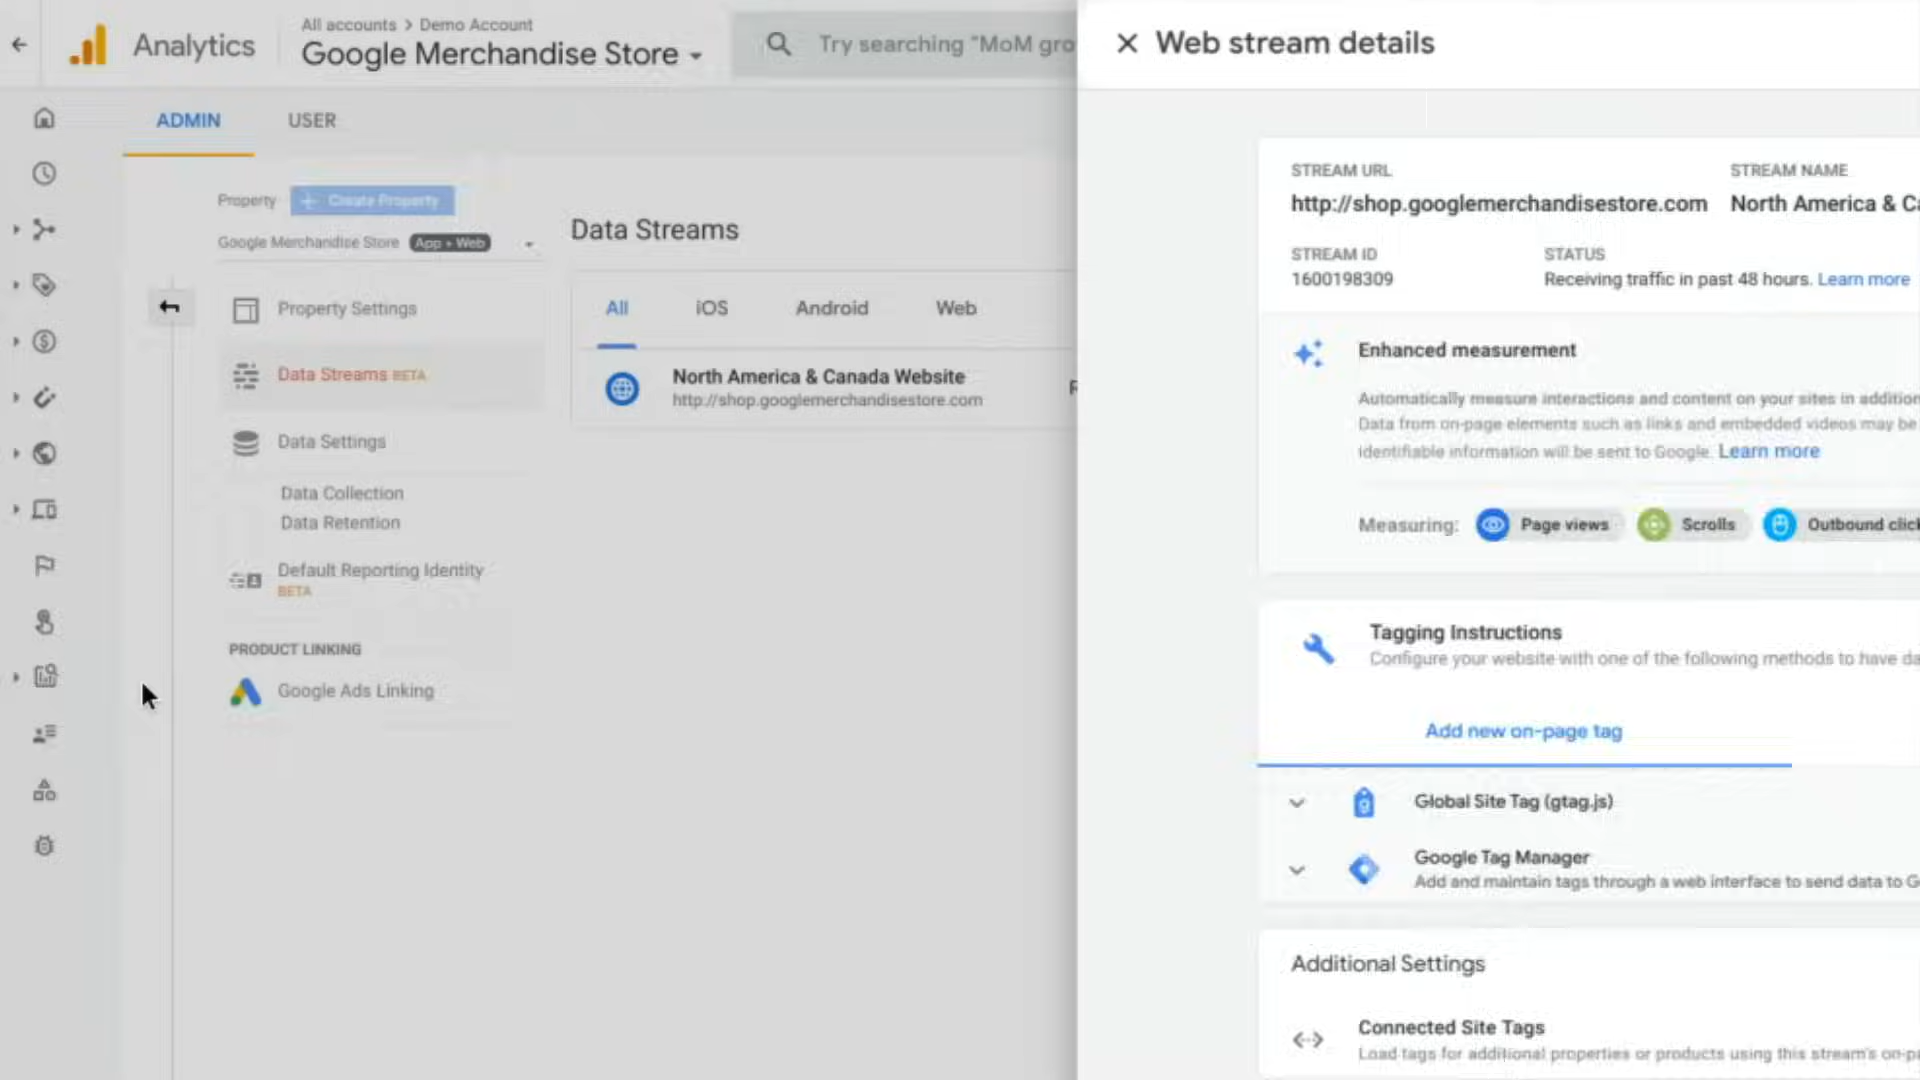 Analytics
All accounts > Demo Account
Google Merchandise Store
Try searching "MoM
ADMIN
USER
Property
+ Create Property
Google Merchandise Store App + Web
Property Settings
Data Streams BETA
Data Settings
Data Collection
Data Retention
Default Reporting Identity
BETA
PRODUCT LINKING
Google Ads Linking
Data Streams
All
iOS
Android
Web
North America & Canada Website
http://shop.googlemerchandisestore.com
Web stream details
STREAM URL
http://shop.googlemerchandisestore.com
STREAM NAME
North America &
STREAM ID
1600198309
STATUS
Receiving traffic in past 48 hours. Learn more
Enhanced measurement
Automatically measure interactions and content on your sites in
Data from on-page elements such as links and embedded videos may be
identifiable information will be sent to Google. Learn more
Measuring:
Page views
Scrolls
Outbound
Tagging Instructions
Configure your website with one of the following methods to have
Add new on-page tag
Global Site Tag (gtag.js)
Google Tag Manager
Add and maintain tags through a web interface to send data to
Additional Settings
Connected Site Tags
Load tags for additional properties or products using this stream's